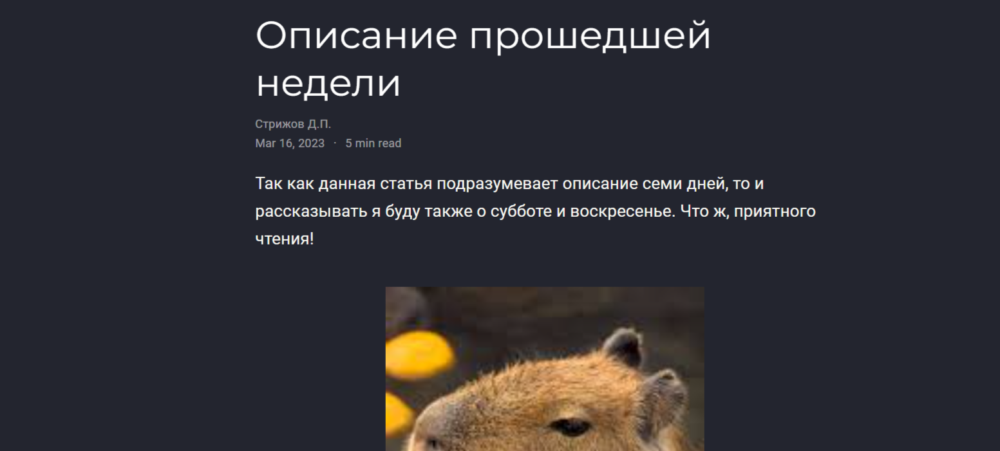 Описание прошедшей
недели
Стрижов Д.П.
Mar 16, 2023 · 5 min read
Так как данная статья подразумевает описание семи дней, то и
рассказывать я буду также о субботе и воскресенье. Что ж, приятного
чтения!